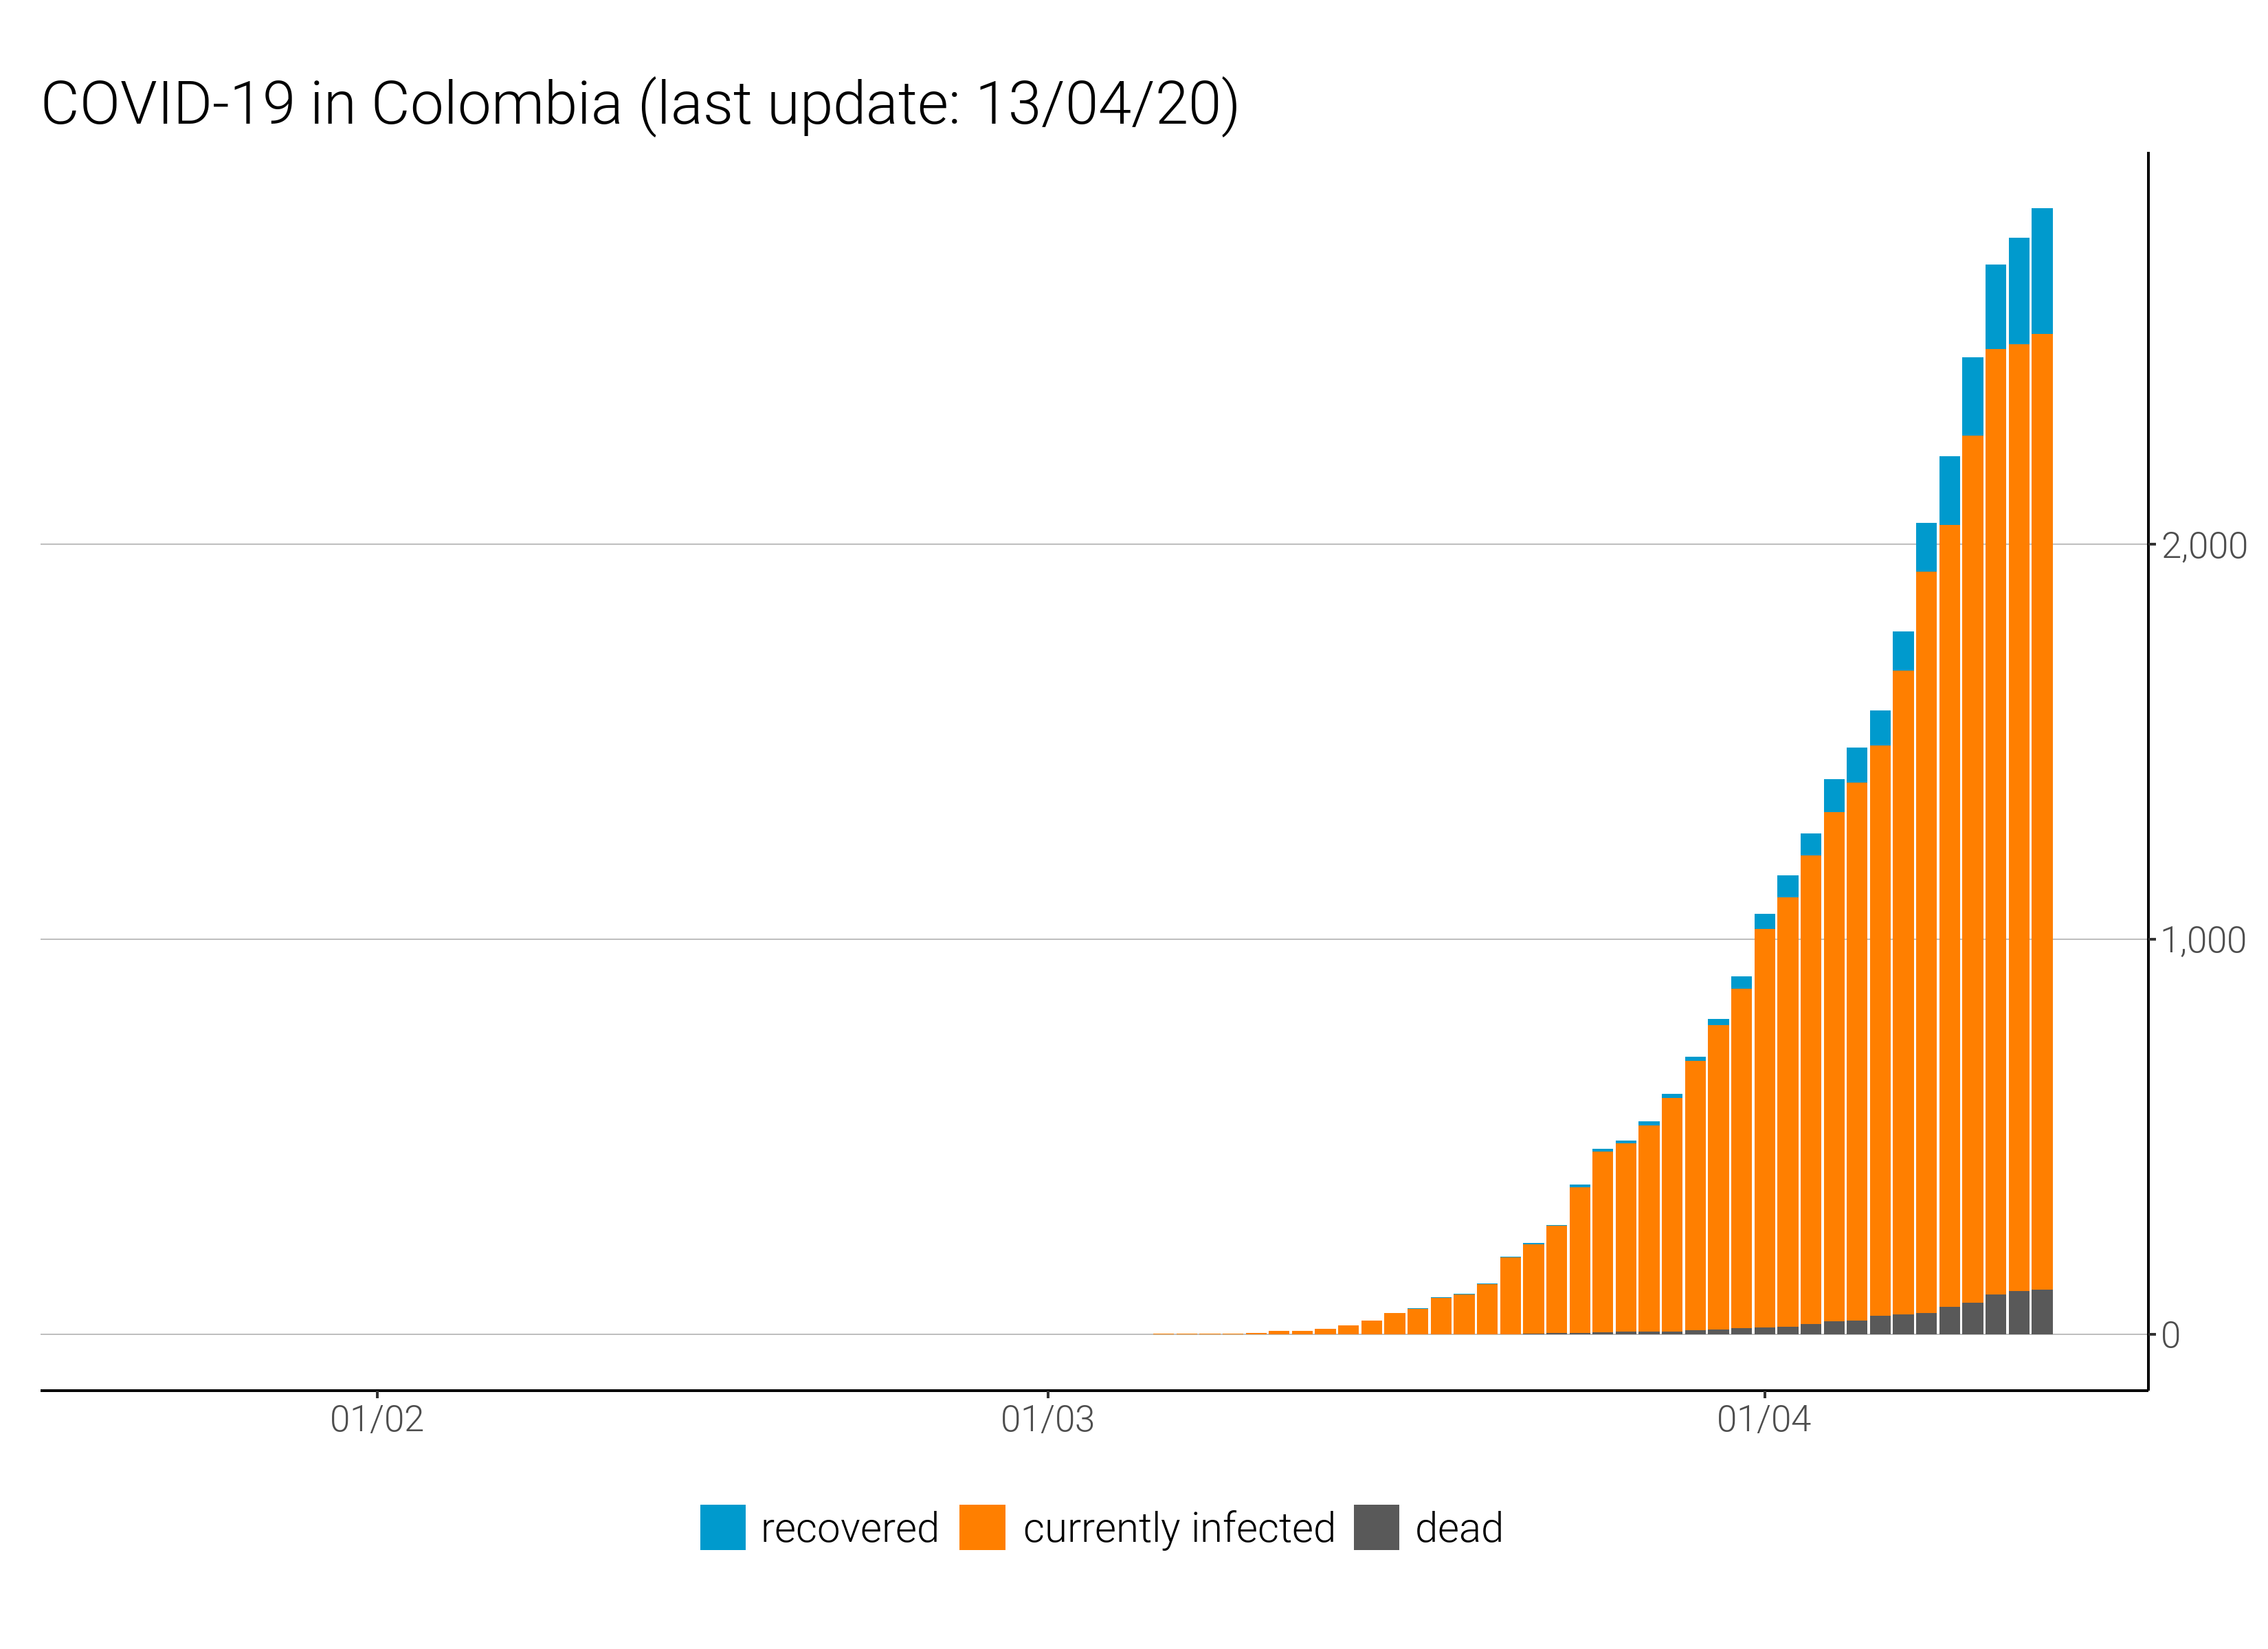 COVID-19 in Colombia (last update: 13/04/20)
2,000
1,000
0
01/02 01/03 01/04
recovered currently infected dead